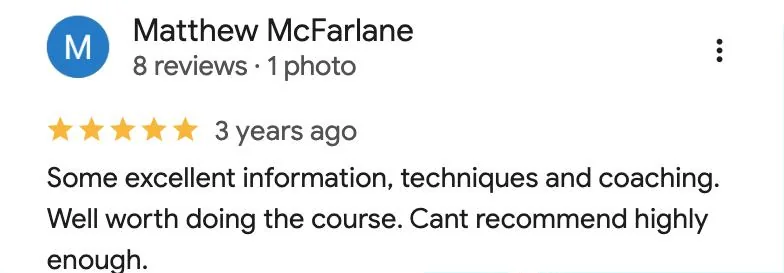 M
Matthew McFarlane
8 reviews · 1 photo
3 years ago
Some excellent information, techniques and coaching.
Well worth doing the course. Cant recommend highly
enough.